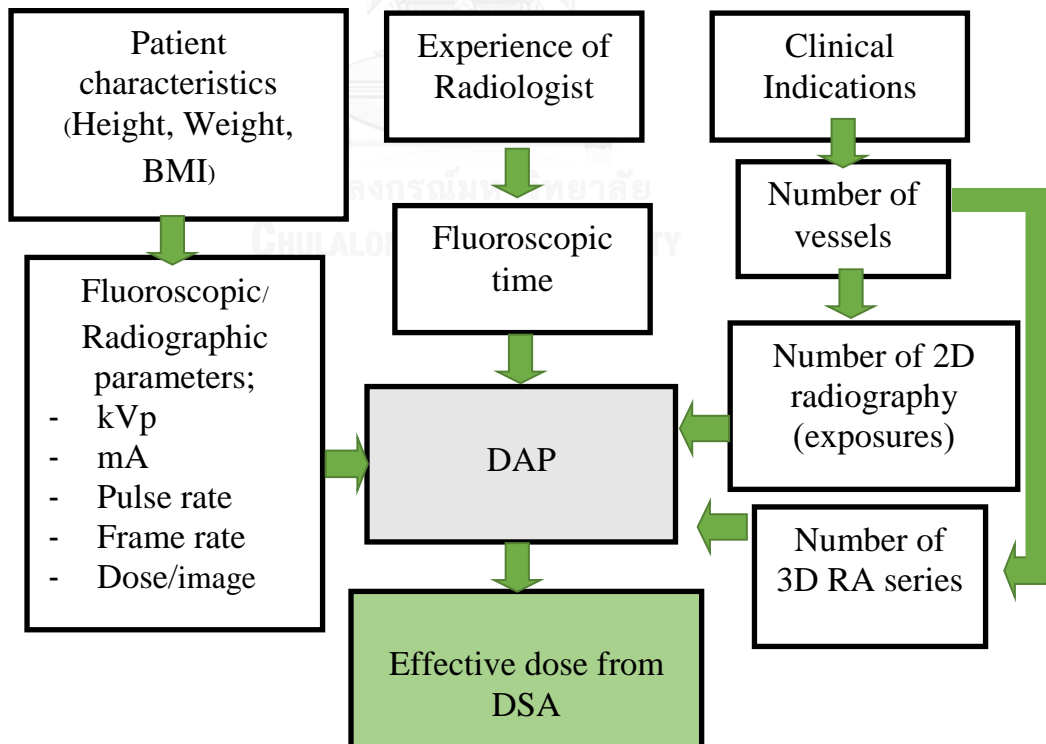 Patient
characteristics
(Height, Weight,
BMI)
Experience of
Radiologist
Clinical
Indications
Number of
vessels
Fluoroscopic
time
Fluoroscopic/
Radiographic
parameters;
- kVp
- mA
- Pulse rate
- Frame rate
- Dose/image
Number of 2D
radiography
(exposures)
DAP
Number of
3D RA series
Effective dose from
DSA